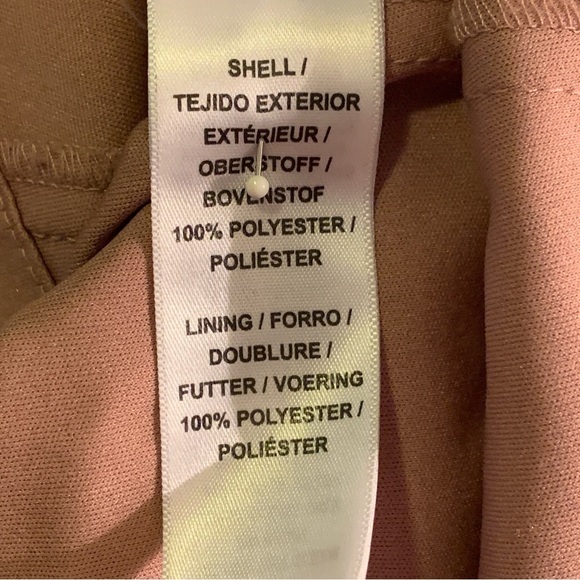 SHELL /
TEJIDO EXTERIOR
EXTÉRIEUR /
OBERSTOFF /
BOVENSTOF
100% POLYESTER /
POLIÉSTER
LINING / FORRO /
DOUBLURE /
FUTTER / VOERING
100% POLYESTER /
POLIÉSTER